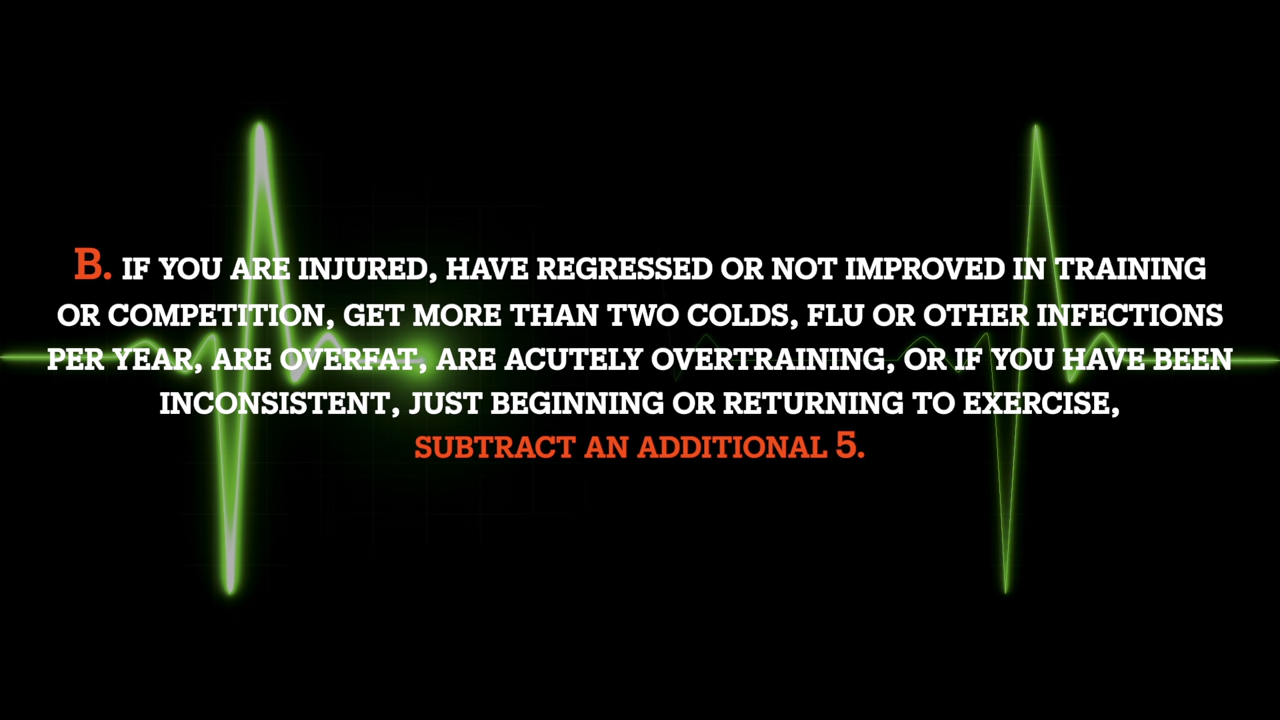 B. IF YOU ARE INJURED, HAVE REGRESSED OR NOT IMPROVED IN TRAINING
OR COMPETITION, GET MORE THAN TWO COLDS, FLU OR OTHER INFECTIONS
PER YEAR, ARE OVERFAT, ARE ACUTELY OVERTRAINING, OR IF YOU HAVE BEEN
INCONSISTENT, JUST BEGINNING OR RETURNING TO EXERCISE,
SUBTRACT AN ADDITIONAL 5.